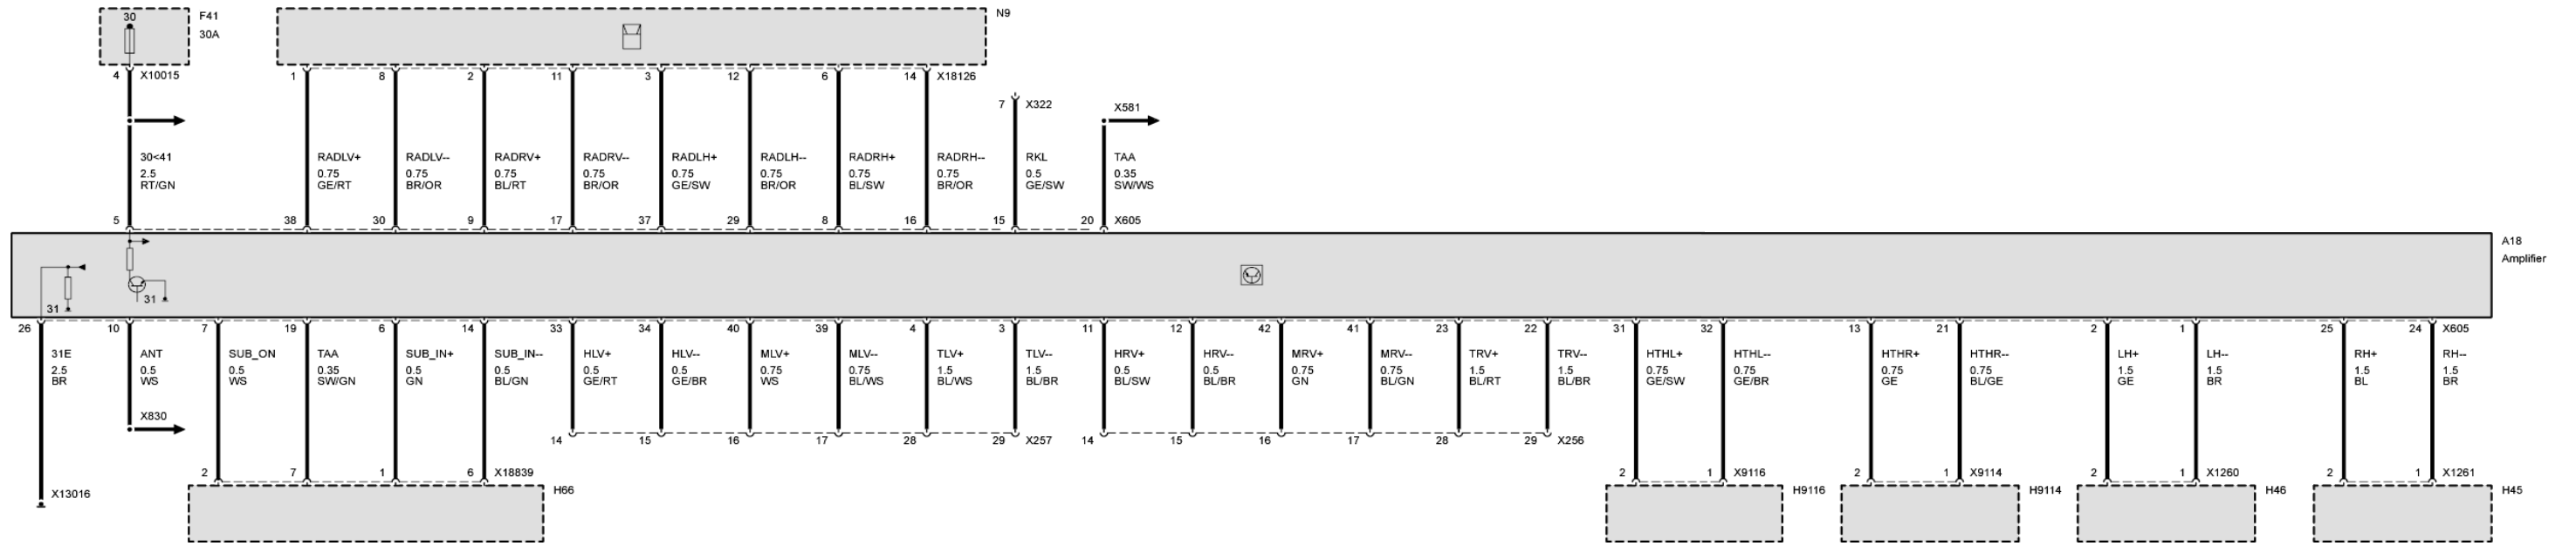 30
F41
30A
N9
4
X10015
1
8
2
11
3
12
6
14
X18126
7
X322
X581
30<41
2.5
RT/GN
RADLV+
0.75
GE/RT
RADLV--
0.75
BR/OR
RADRV+
0.75
BL/RT
RADRV--
0.75
BR/OR
RADLH+
0.75
GE/SW
RADLH--
0.75
BR/OR
RADRH+
0.75
BL/SW
RADRH--
0.75
BR/OR
RKL
0.5
GE/SW
TAA
0.35
SW/WS
5
38
30
9
17
37
29
8
16
15
20
X605
A18
Amplifier
31
31
26
10
7
19
6
14
33
34
40
39
4
3
11
12
42
41
23
22
31
32
13
21
2
1
25
24
X605
31E
2.5
BR
ANT
0.5
WS
SUB_ON
0.5
WS
TAA
0.35
SW/GN
SUB_IN+
0.5
GN
SUB_IN--
0.5
BL/GN
HLV+
0.5
GE/RT
HLV--
0.5
GE/BR
MLV+
0.75
WS
MLV--
0.75
BL/WS
TLV+
1.5
BL/WS
TLV--
1.5
BL/BR
HRV+
0.5
BL/SW
HRV--
0.5
BL/BR
MRV+
0.75
GN
MRV--
0.75
BL/GN
TRV+
1.5
BL/RT
TRV--
1.5
BL/BR
HTHL+
0.75
GE/SW
HTHL--
0.75
GE/BR
HTHR+
0.75
GE
HTHR--
0.75
BL/GE
LH+
1.5
GE
LH--
1.5
BR
RH+
1.5
BL
RH--
1.5
BR
X830
14
15
16
17
28
29
X257
14
15
16
17
28
29
X256
X13016
2
7
1
6
X18839
2
1
X9116
2
1
X9114
2
1
X1260
2
1
X1261
H66
H9116
H9114
H46
H45